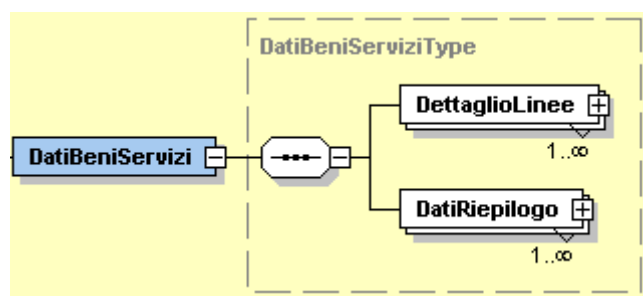 DatiBeniServiziType
DettaglioLinee
1..∞
DatiBeniServizi
DatiRiepilogo
1..∞